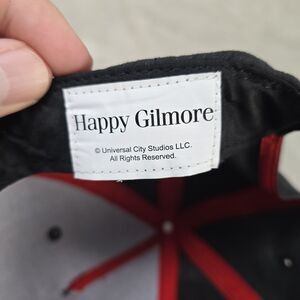 Happy Gilmore
© Universal City Studios LLC.
All Rights Reserved.